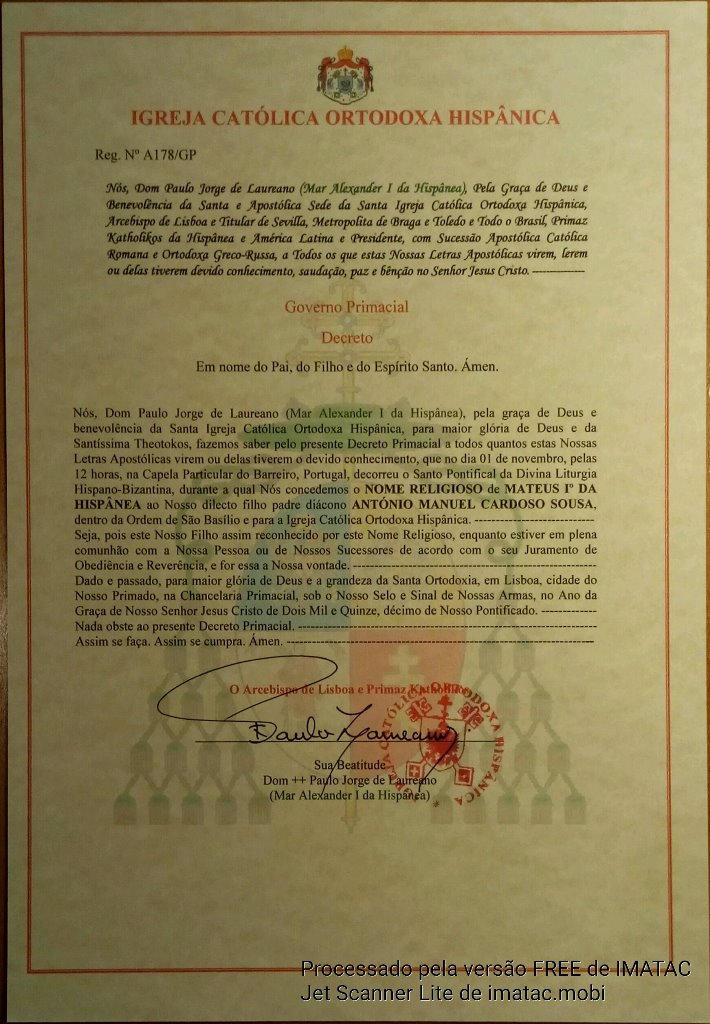 IGREJA CATÓLICA ORTODOXA HISPÂNICA
Reg. Nº A178/GP
Nós, Dom Paulo Jorge de Laureano (Mar Alexander I da Hispânea), Pela Graça de Deus e
Benevolência da Santa e Apostólica Sede da Santa Igreja Católica Ortodoxa Hispânica,
Arcebispo de Lisboa e Titular de Sevilla, Metropolita de Braga e Toledo e Todo o Brasil, Primaz
Katholikos da Hispânea e América Latina e Presidente, com Sucessão Apostólica Católica
Romana e Ortodoxa Greco-Russa, a Todos os que estas Nossas Letras Apostólicas virem, lerem
ou delas tiverem devido conhecimento, saudação, paz e bênção no Senhor Jesus Cristo. --------------
Governo Primacial
Decreto
Em nome do Pai, do Filho e do Espírito Santo. Ámen.
Nós, Dom Paulo Jorge de Laureano (Mar Alexander I da Hispânea), pela graça de Deus e
benevolência da Santa Igreja Católica Ortodoxa Hispânica, para maior glória de Deus e da
Santíssima Theotokos, fazemos saber pelo presente Decreto Primacial a todos quantos estas Nossas
Letras Apostólicas virem ou delas tiverem o devido conhecimento, que no dia 01 de novembro, pelas
12 horas, na Capela Particular do Barreiro, Portugal, decorreu o Santo Pontifical da Divina Liturgia
Hispano-Bizantina, durante a qual Nós concedemos o NOME RELIGIOSO de MATEUS Iº DA
HISPÂNEA ao Nosso dilecto filho padre diácono ANTÓNIO MANUEL CARDOSO SOUSA,
dentro da Ordem de São Basílio e para a Igreja Católica Ortodoxa Hispânica. ------------------------------
Seja, pois este Nosso Filho assim reconhecido por este Nome Religioso, enquanto estiver em plena
comunhão com a Nossa Pessoa ou de Nossos Sucessores de acordo com o seu Juramento de
Obediência e Reverência, e for essa a Nossa vontade. --------------------------------------------------------------
Dado e passado, para maior glória de Deus e a grandeza da Santa Ortodoxia, em Lisboa, cidade do
Nosso Primado, na Chancelaria Primacial, sob o Nosso Selo e Sinal de Nossas Armas, no Ano da
Graça de Nosso Senhor Jesus Cristo de Dois Mil e Quinze, décimo de Nosso Pontificado. --------------
Nada obste ao presente Decreto Primacial. ---------------------------------------------------------------------------
Assim se faça. Assim se cumpra. Ámen. ------------------------------------------------------------------------------
O Arcebispo de Lisboa e Primaz Katholikos
Paulo Laureano
IGREJA CATÓLICA ORTODOXA HISPÂNICA *
Sua Beatitude
Dom ++ Paulo Jorge de Laureano
(Mar Alexander I da Hispânea)
Processado pela versão FREE de IMATAC
Jet Scanner Lite de imatac.mobi